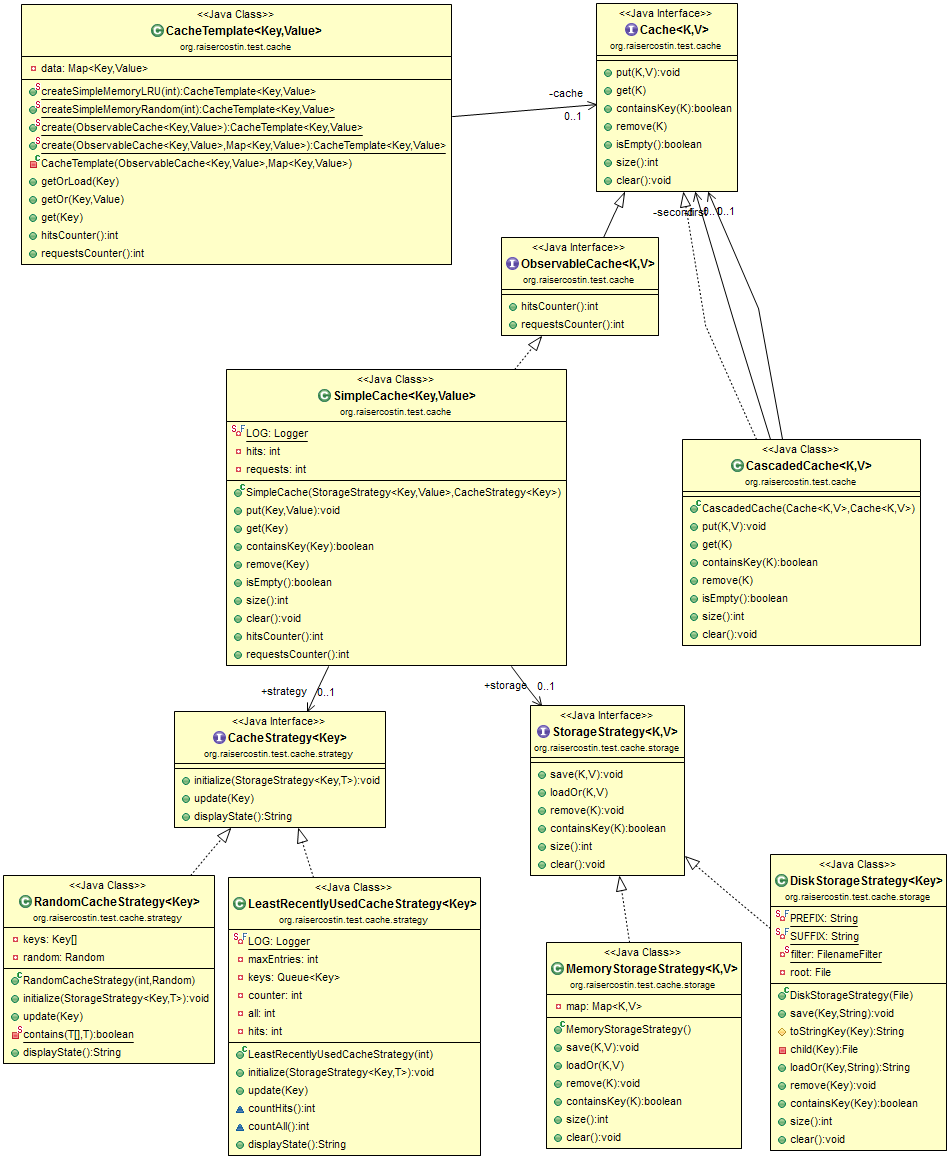 <<Java Class>>
CacheTemplate<Key,Value>
org.raisercostin.test.cache
data: Map<Key,Value>
createSimpleMemoryLRU(int):CacheTemplate<Key,Value>
createSimpleMemoryRandom(int):CacheTemplate<Key,Value>
create(ObservableCache<Key,Value>):CacheTemplate<Key,Value>
create(ObservableCache<Key,Value>,Map<Key,Value>):CacheTemplate<Key,Value>
CacheTemplate(ObservableCache<Key,Value>,Map<Key,Value>)
getOrLoad(Key)
getOr(Key,Value)
get(Key)
hitsCounter():int
requestsCounter():int
-cache
0..1
<<Java Interface>>
Cache<K,V>
org.raisercostin.test.cache
put(K,V):void
get(K)
containsKey(K):boolean
remove(K)
isEmpty():boolean
size():int
clear():void
-second
-first
0..1
0..1
<<Java Interface>>
ObservableCache<K,V>
org.raisercostin.test.cache
hitsCounter():int
requestsCounter():int
<<Java Class>>
SimpleCache<Key,Value>
org.raisercostin.test.cache
LOG: Logger
hits: int
requests: int
SimpleCache(StorageStrategy<Key,Value>,CacheStrategy<Key>)
put(Key,Value):void
get(Key)
containsKey(Key):boolean
remove(Key)
isEmpty():boolean
size():int
clear():void
hitsCounter():int
requestsCounter():int
<<Java Class>>
CascadedCache<K,V>
org.raisercostin.test.cache
CascadedCache(Cache<K,V>,Cache<K,V>)
put(K,V):void
get(K)
containsKey(K):boolean
remove(K)
isEmpty():boolean
size():int
clear():void
+strategy
0..1
+storage
0..1
<<Java Interface>>
CacheStrategy<Key>
org.raisercostin.test.cache.strategy
initialize(StorageStrategy<Key,T>):void
update(Key)
displayState():String
<<Java Interface>>
StorageStrategy<K,V>
org.raisercostin.test.cache.storage
save(K,V):void
loadOr(K,V)
remove(K):void
containsKey(K):boolean
size():int
clear():void
<<Java Class>>
RandomCacheStrategy<Key>
org.raisercostin.test.cache.strategy
keys: Key[]
random: Random
RandomCacheStrategy(int,Random)
initialize(StorageStrategy<Key,T>):void
update(Key)
contains(T[],T):boolean
displayState():String
<<Java Class>>
LeastRecentlyUsedCacheStrategy<Key>
org.raisercostin.test.cache.strategy
LOG: Logger
maxEntries: int
keys: Queue<Key>
counter: int
all: int
hits: int
LeastRecentlyUsedCacheStrategy(int)
initialize(StorageStrategy<Key,T>):void
update(Key)
countHits():int
countAll():int
displayState():String
<<Java Class>>
MemoryStorageStrategy<K,V>
org.raisercostin.test.cache.storage
map: Map<K,V>
MemoryStorageStrategy()
save(K,V):void
loadOr(K,V)
remove(K):void
containsKey(K):boolean
size():int
clear():void
<<Java Class>>
DiskStorageStrategy<Key>
org.raisercostin.test.cache.storage
PREFIX: String
SUFFIX: String
filter: FilenameFilter
root: File
DiskStorageStrategy(File)
save(Key,String):void
toStringKey(Key):String
child(Key):File
loadOr(Key,String):String
remove(Key):void
containsKey(Key):boolean
size():int
clear():void